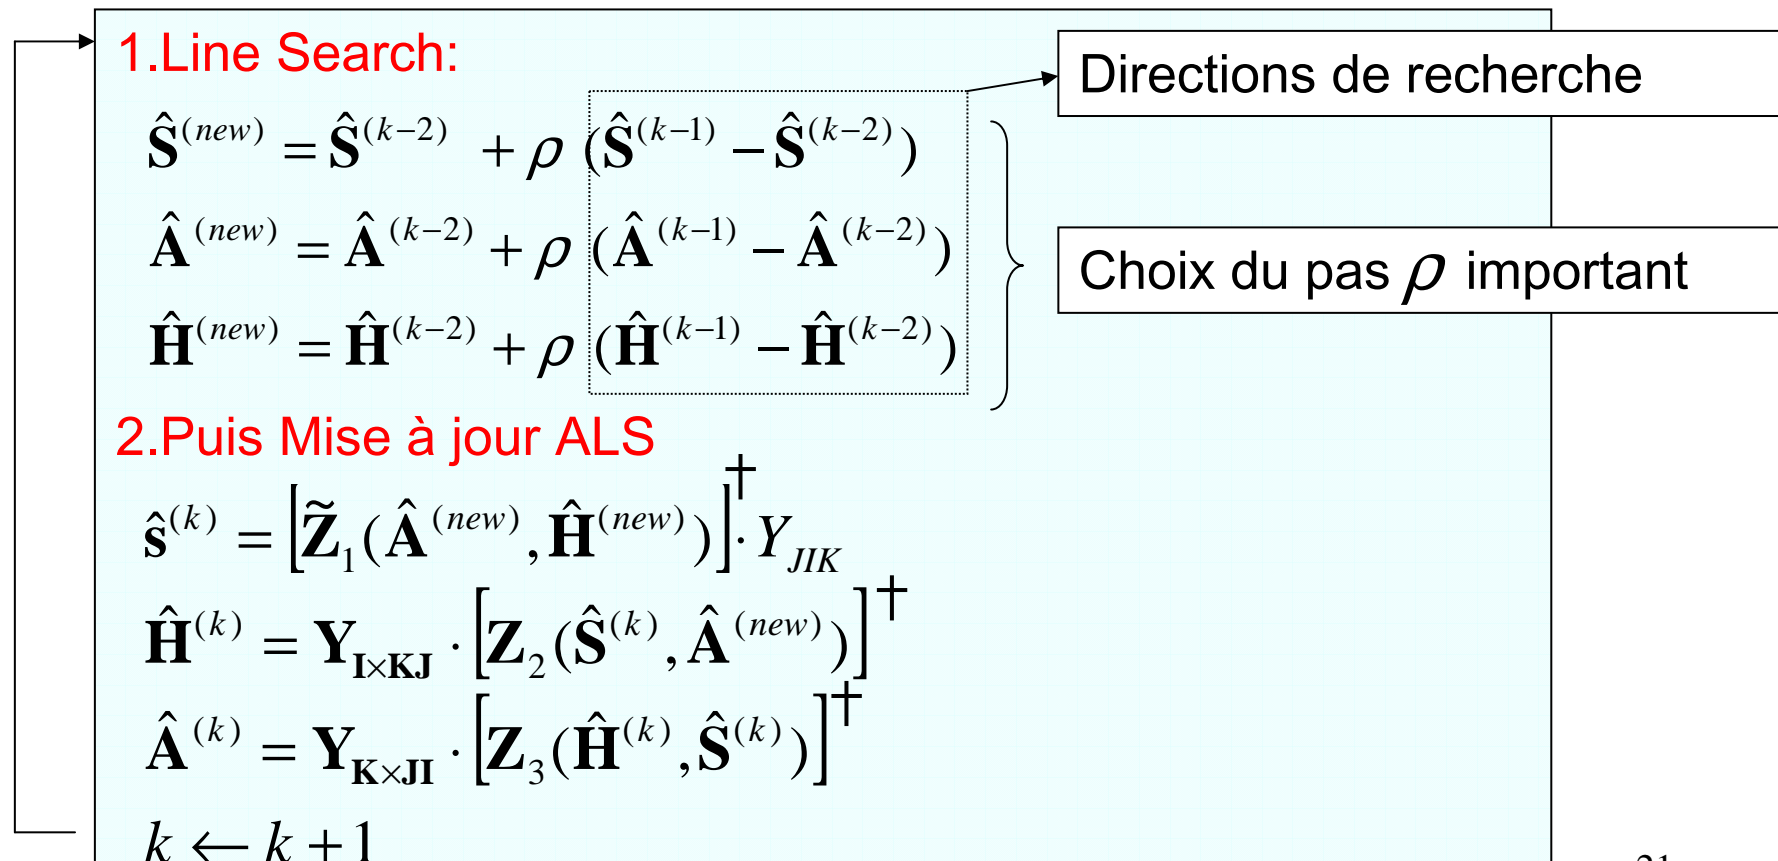 1.Line Search:
Directions de recherche
Ŝ^(new) = Ŝ^(k−2) + ρ (Ŝ^(k−1) − Ŝ^(k−2))
Â^(new) = Â^(k−2) + ρ (Â^(k−1) − Â^(k−2))
Choix du pas ρ important
Ĥ^(new) = Ĥ^(k−2) + ρ (Ĥ^(k−1) − Ĥ^(k−2))
2.Puis Mise à jour ALS
ŝ^(k) = [Z̃_1(Â^(new), Ĥ^(new))]^† · Y_JIK
Ĥ^(k) = Y_I×KJ · [Z_2(Ŝ^(k), Â^(new))]^†
Â^(k) = Y_K×JI · [Z_3(Ĥ^(k), Ŝ^(k))]^†
k ← k + 1